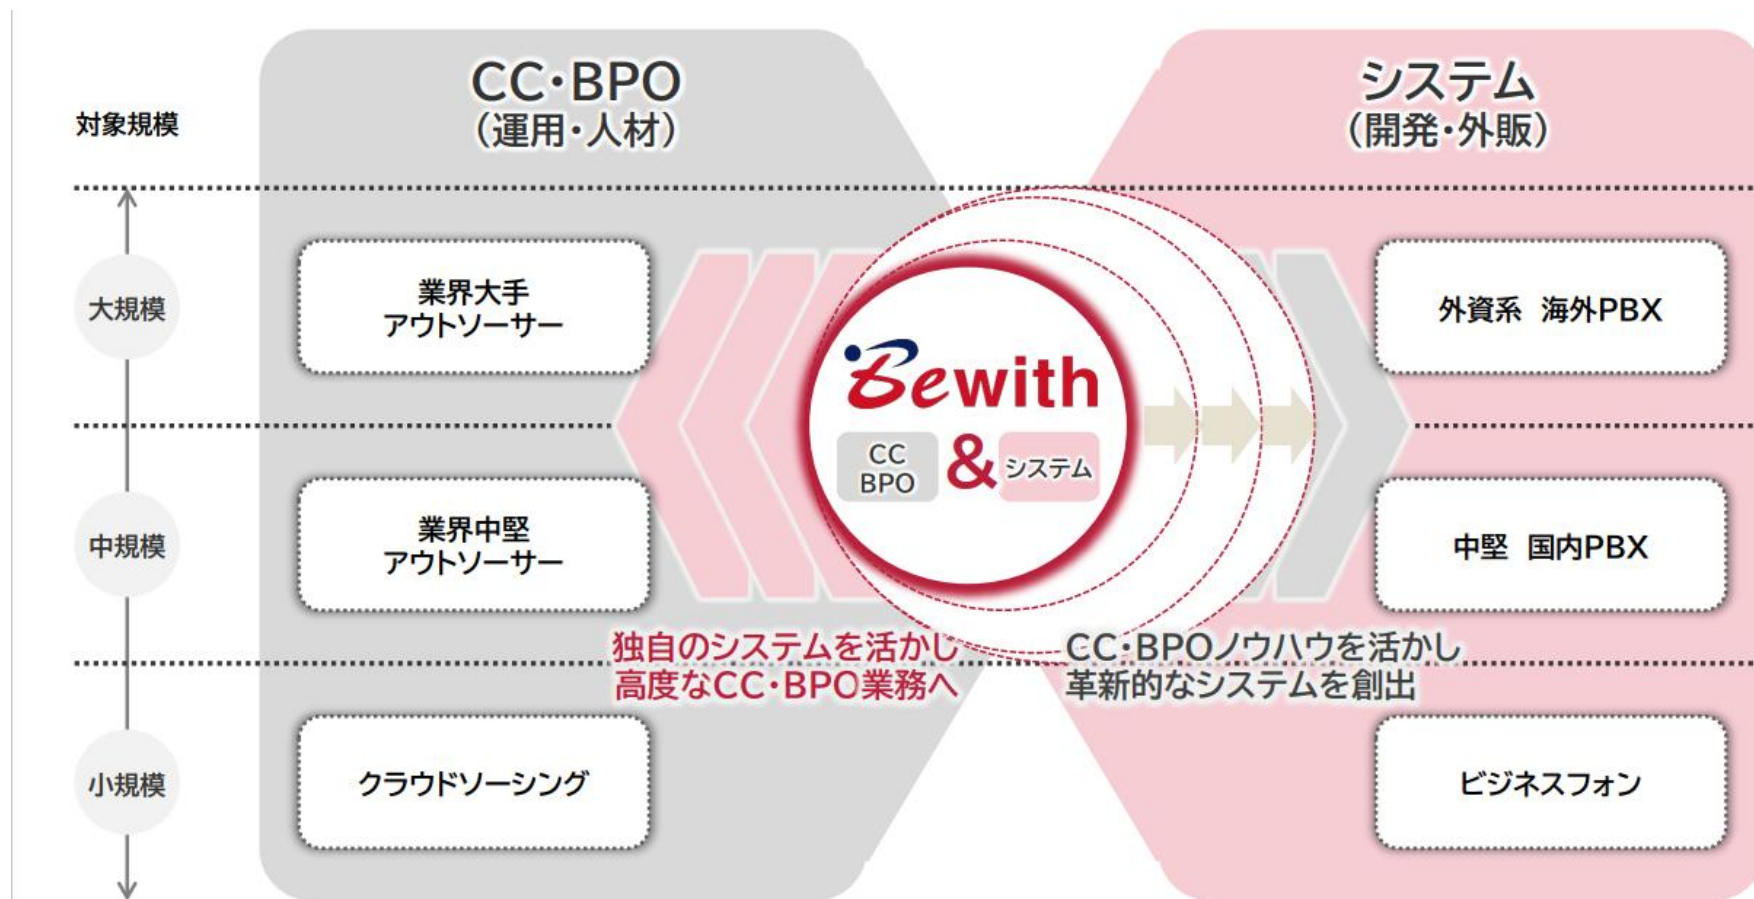 CC・BPO
（運用・人材）
システム
（開発・外販）
対象規模
大規模
業界大手
アウトソーサー
外資系 海外PBX
Bewith
CC
BPO
&
システム
中規模
業界中堅
アウトソーサー
中堅 国内PBX
独自のシステムを活かし
高度なCC・BPO業務へ
CC・BPOノウハウを活かし
革新的なシステムを創出
小規模
クラウドソーシング
ビジネスフォン